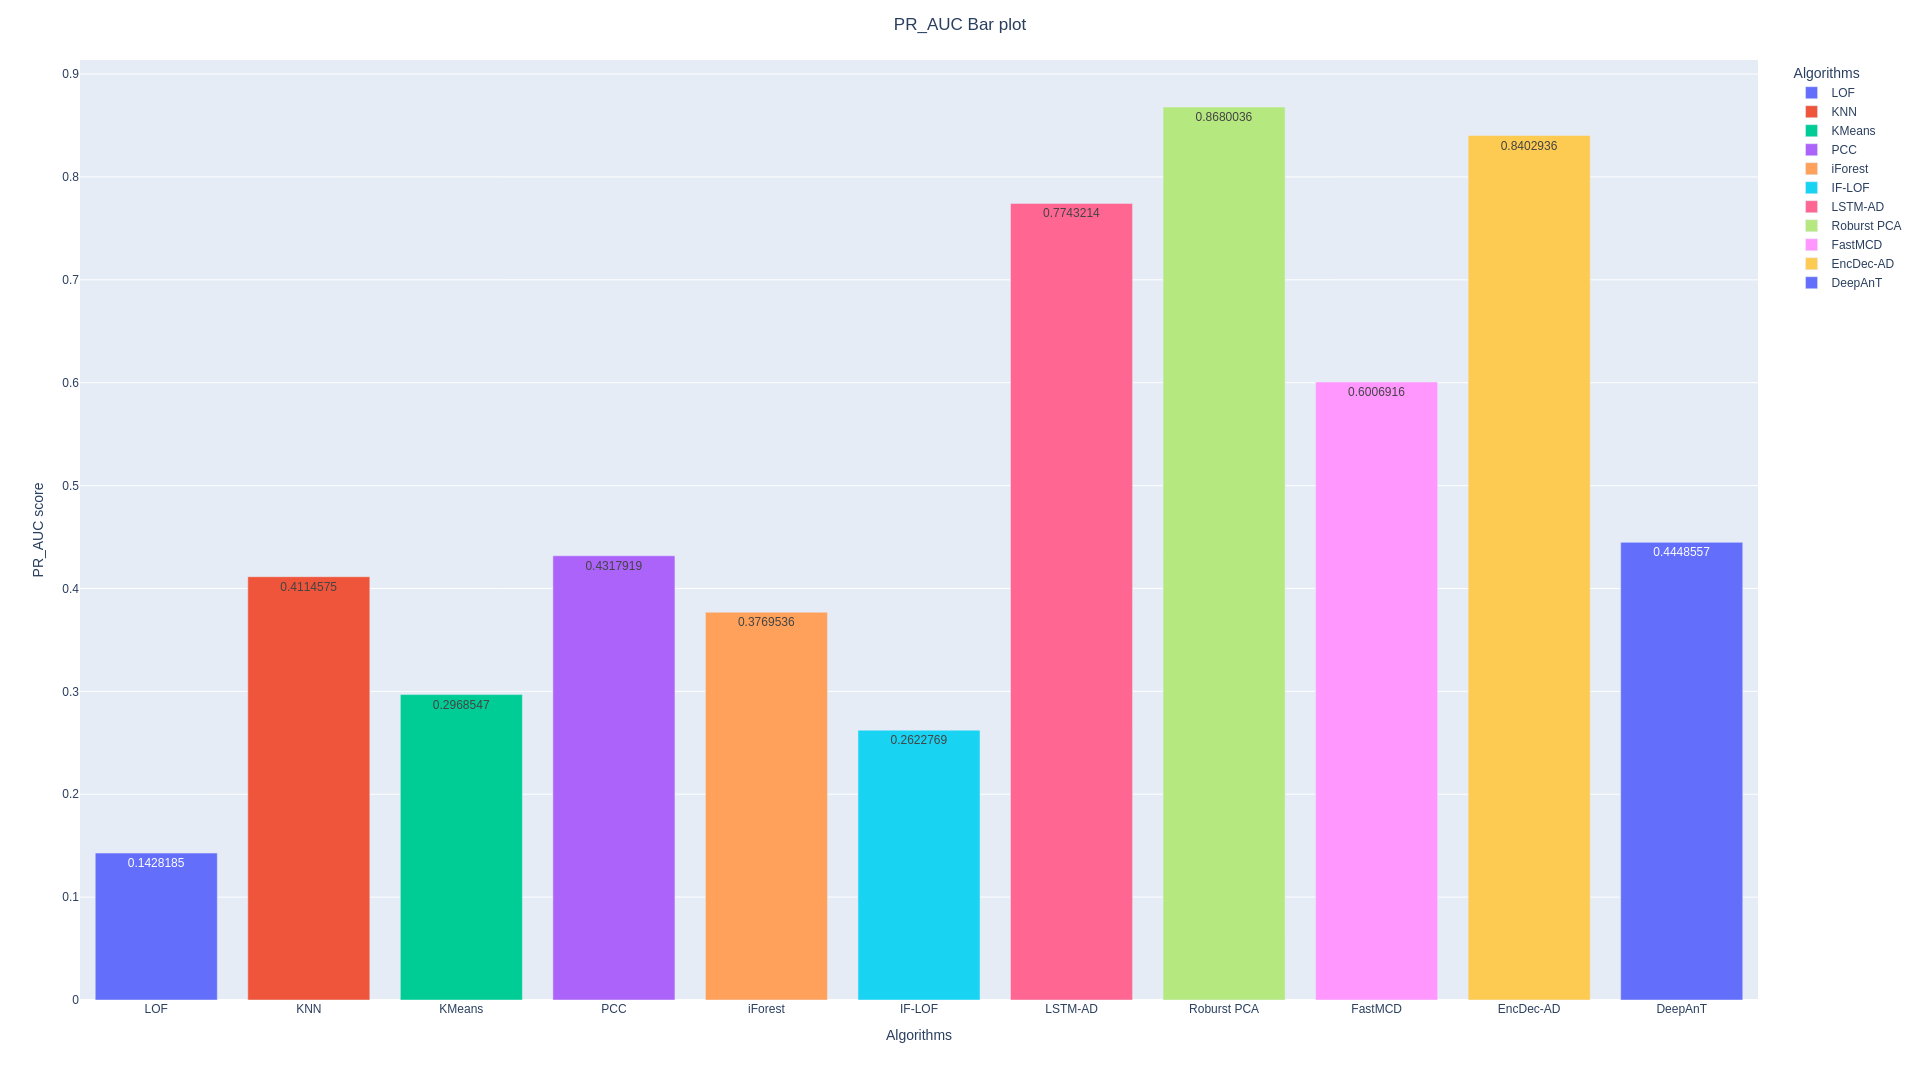 PR_AUC Bar plot
0.9
0.8
0.7
0.6
0.5
0.4
0.3
0.2
0.1
0
PR_AUC score
0.1428185
0.4114575
0.2968547
0.4317919
0.3769536
0.2622769
0.7743214
0.8680036
0.6006916
0.8402936
0.4448557
LOF
KNN
KMeans
PCC
iForest
IF-LOF
LSTM-AD
Roburst PCA
FastMCD
EncDec-AD
DeepAnT
Algorithms
Algorithms
LOF
KNN
KMeans
PCC
iForest
IF-LOF
LSTM-AD
Roburst PCA
FastMCD
EncDec-AD
DeepAnT